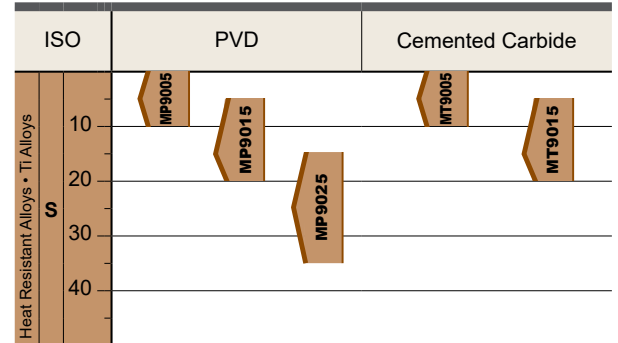 ISO PVD Cemented Carbide
Heat Resistant Alloys • Ti Alloys
S
10
20
30
40
MP9005
MP9015
MP9025
MT9005
MT9015